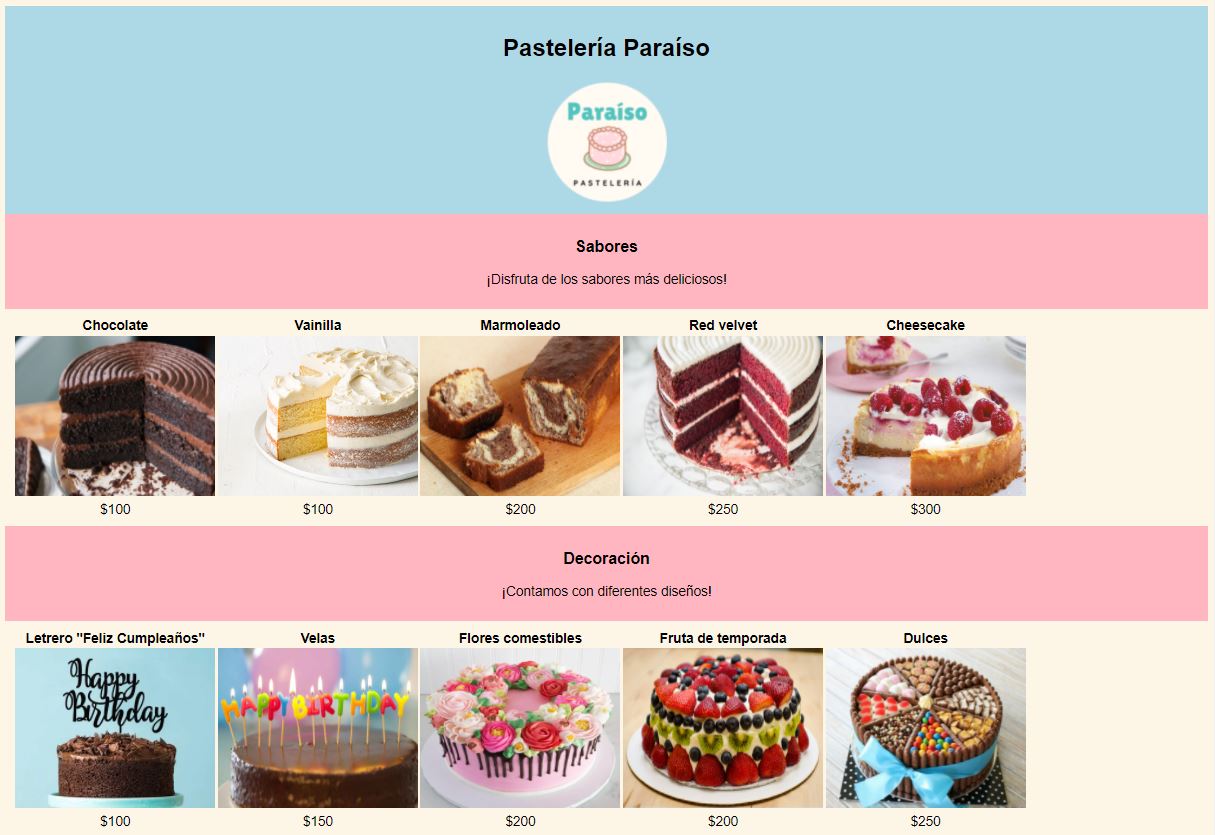 Pastelería Paraíso
Paraíso
PASTELERÍA
Sabores
¡Disfruta de los sabores más deliciosos!
Chocolate Vainilla Marmoleado Red velvet Cheesecake
$100 $100 $200 $250 $300
Decoración
¡Contamos con diferentes diseños!
Letrero "Feliz Cumpleaños" Velas Flores comestibles Fruta de temporada Dulces
Happy
Birthday
HAPPY BIRTHDAY
$100 $150 $200 $200 $250